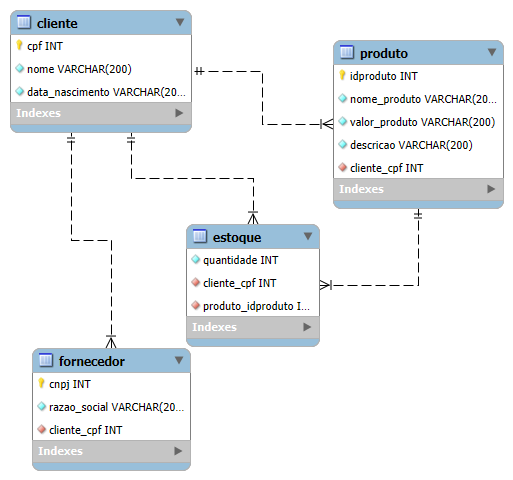 cliente
cpf INT
nome VARCHAR(200)
data_nascimento VARCHAR(20...
Indexes
produto
idproduto INT
nome_produto VARCHAR(20...
valor_produto VARCHAR(200)
descricao VARCHAR(200)
cliente_cpf INT
Indexes
estoque
quantidade INT
cliente_cpf INT
produto_idproduto I...
Indexes
fornecedor
cnpj INT
razao_social VARCHAR(20...
cliente_cpf INT
Indexes